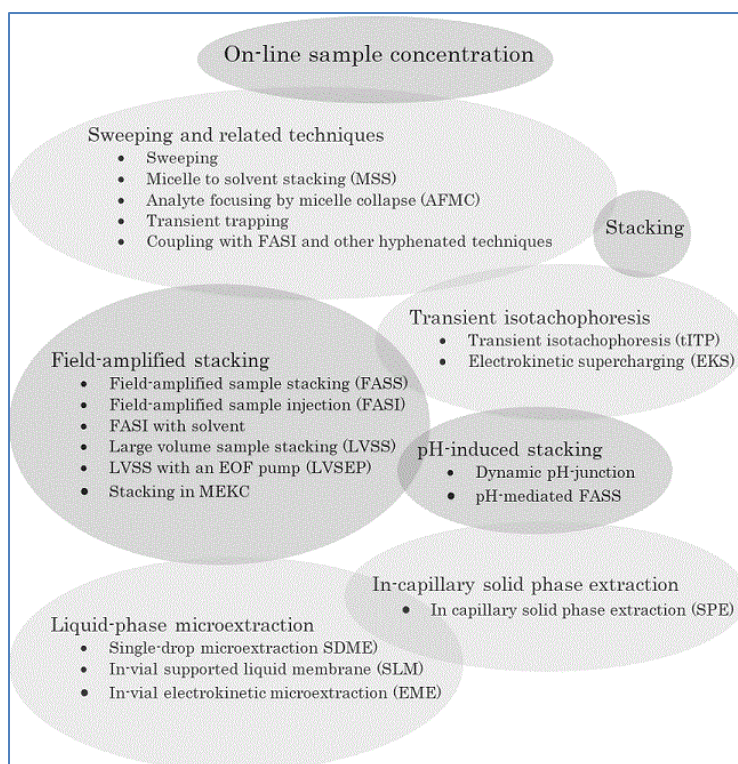 On-line sample concentration
Sweeping and related techniques
• Sweeping
• Micelle to solvent stacking (MSS)
• Analyte focusing by micelle collapse (AFMC)
• Transient trapping
• Coupling with FASI and other hyphenated techniques
Stacking
Transient isotachophoresis
• Transient isotachophoresis (tITP)
• Electrokinetic supercharging (EKS)
Field-amplified stacking
• Field-amplified sample stacking (FASS)
• Field-amplified sample injection (FASI)
• FASI with solvent
• Large volume sample stacking (LVSS)
• LVSS with an EOF pump (LVSEP)
• Stacking in MEKC
pH-induced stacking
• Dynamic pH-junction
• pH-mediated FASS
In-capillary solid phase extraction
• In capillary solid phase extraction (SPE)
Liquid-phase microextraction
• Single-drop microextraction SDME)
• In-vial supported liquid membrane (SLM)
• In-vial electrokinetic microextraction (EME)